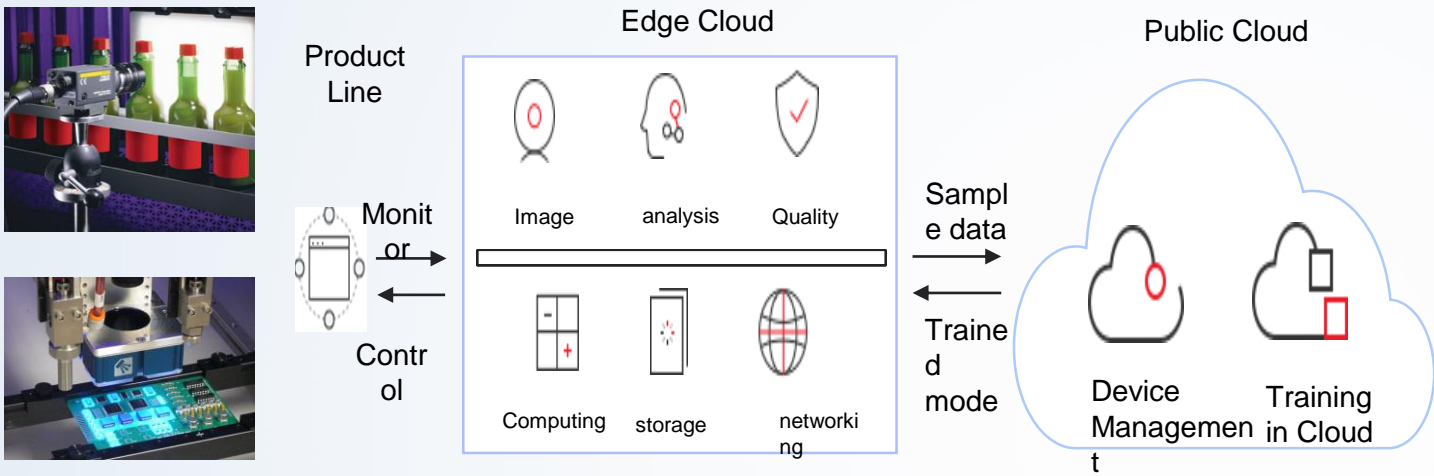 Edge Cloud
Public Cloud
Product
Line
Image
analysis
Quality
Monit
or
Sampl
e data
Contr
ol
Traine
d
mode
Computing
storage
networki
ng
Device
Managemen
t
Training
in Cloud